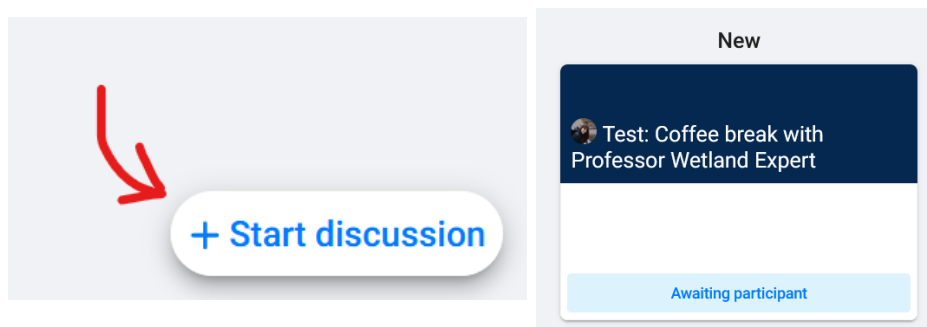 + Start discussion
New
Test: Coffee break with
Professor Wetland Expert
Awaiting participant